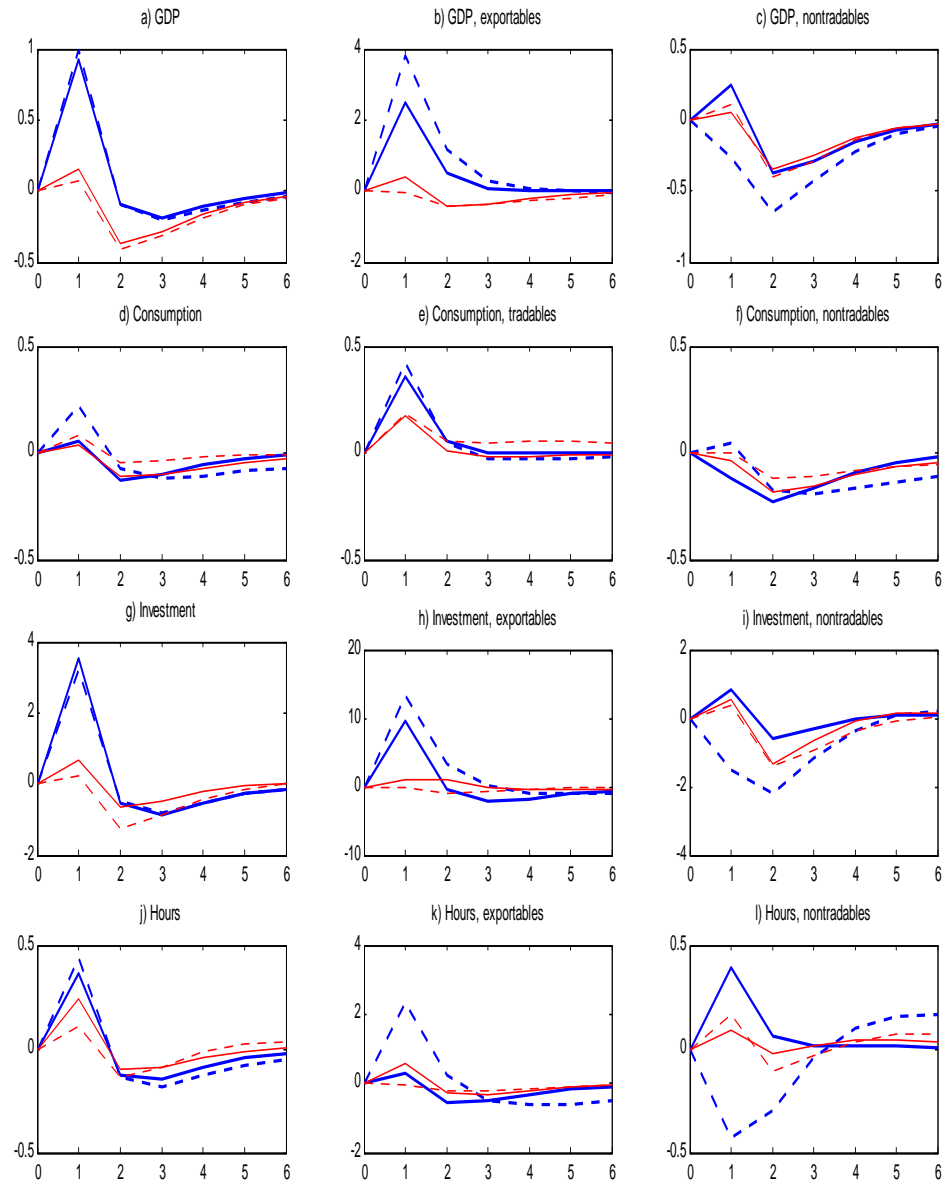 a) GDP
b) GDP, exportables
c) GDP, nontradables
1
0.5
0
-0.5
0 1 2 3 4 5 6
4
2
0
-2
0 1 2 3 4 5 6
0.5
0
-0.5
-1
0 1 2 3 4 5 6
d) Consumption
e) Consumption, tradables
f) Consumption, nontradables
0.5
0
-0.5
0 1 2 3 4 5 6
0.5
0
-0.5
0 1 2 3 4 5 6
0.5
0
-0.5
0 1 2 3 4 5 6
g) Investment
h) Investment, exportables
i) Investment, nontradables
4
2
0
-2
0 1 2 3 4 5 6
20
10
0
-10
0 1 2 3 4 5 6
2
0
-2
-4
0 1 2 3 4 5 6
j) Hours
k) Hours, exportables
l) Hours, nontradables
0.5
0
-0.5
0 1 2 3 4 5 6
4
2
0
-2
0 1 2 3 4 5 6
0.5
0
-0.5
0 1 2 3 4 5 6